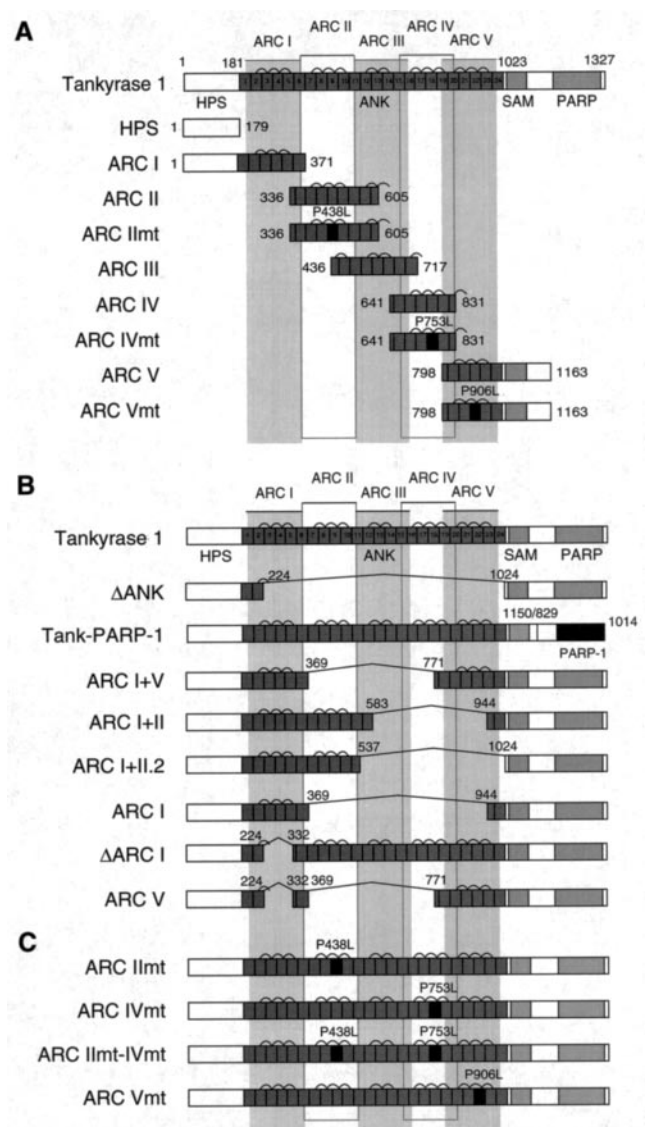 A
ARC II ARC IV
ARC I ARC III ARC V
1 181 1023 1327
Tankyrase 1
HPS ANK SAM PARP
HPS 1 179
ARC I 1 371
ARC II 336 605
P438L
ARC IImt 336 605
ARC III 436 717
ARC IV 641 831
P753L
ARC IVmt 641 831
ARC V 798 1163
P906L
ARC Vmt 798 1163
B
ARC II ARC IV
ARC I ARC III ARC V
Tankyrase 1
HPS ANK SAM PARP
224 1024
ΔANK
1150/829 1014
Tank-PARP-1
PARP-1
369 771
ARC I+V
583 944
ARC I+II
537 1024
ARC I+II.2
369 944
ARC I
224 332
ΔARC I
224 332 369 771
ARC V
C
P438L
ARC IImt
P753L
ARC IVmt
P438L P753L
ARC IImt-IVmt
P906L
ARC Vmt